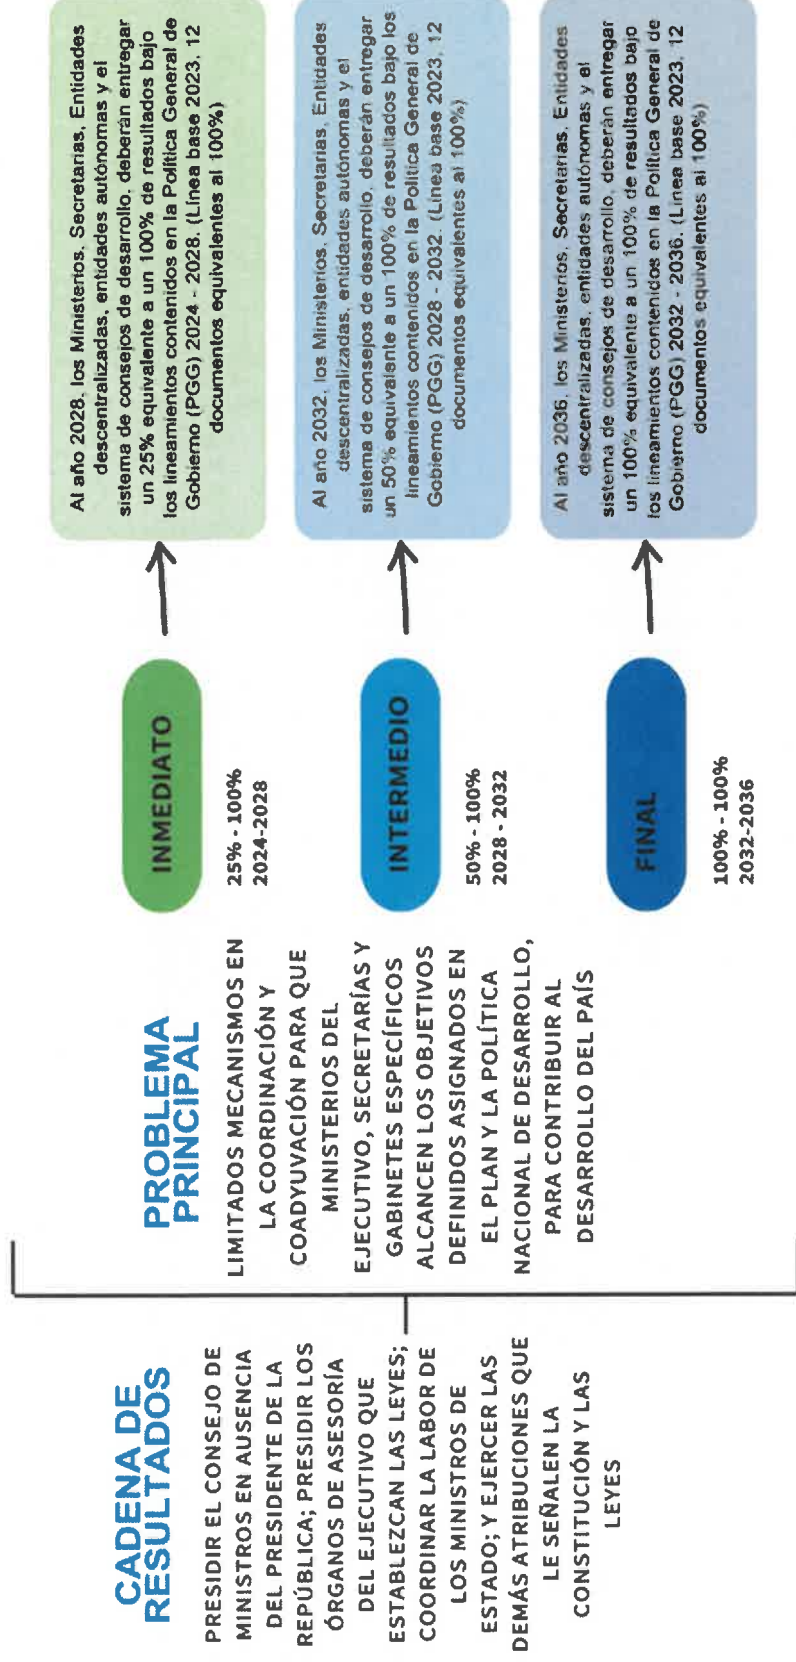 CADENA DE
RESULTADOS
PRESIDIR EL CONSEJO DE
MINISTROS EN AUSENCIA
DEL PRESIDENTE DE LA
REPÚBLICA; PRESIDIR LOS
ÓRGANOS DE ASESORÍA
DEL EJECUTIVO QUE
ESTABLEZCAN LAS LEYES;
COORDINAR LA LABOR DE
LOS MINISTROS DE
ESTADO; Y EJERCER LAS
DEMÁS ATRIBUCIONES QUE
LE SEÑALEN LA
CONSTITUCIÓN Y LAS
LEYES
PROBLEMA
PRINCIPAL
LIMITADOS MECANISMOS EN
LA COORDINACIÓN Y
COADYUVACIÓN PARA QUE
MINISTERIOS DEL
EJECUTIVO, SECRETARÍAS Y
GABINETES ESPECÍFICOS
ALCANCEN LOS OBJETIVOS
DEFINIDOS ASIGNADOS EN
EL PLAN Y LA POLÍTICA
NACIONAL DE DESARROLLO,
PARA CONTRIBUIR AL
DESARROLLO DEL PAÍS
INMEDIATO
25% - 100%
2024-2028
Al año 2028, los Ministerios, Secretarias, Entidades
descentralizadas, entidades autónomas y el
sistema de consejos de desarrollo, deberán entregar
un 25% equivalente a un 100% de resultados bajo
los lineamientos contenidos en la Política General de
Gobierno (PGG) 2024 - 2028. (Línea base 2023, 12
documentos equivalentes al 100%)
INTERMEDIO
50% - 100%
2028 - 2032
Al año 2032, los Ministerios, Secretarias, Entidades
descentralizadas, entidades autónomas y el
sistema de consejos de desarrollo, deberán entregar
un 50% equivalente a un 100% de resultados bajo los
lineamientos contenidos en la Política General de
Gobierno (PGG) 2028 - 2032. (Línea base 2023, 12
documentos equivalentes al 100%)
FINAL
100% - 100%
2032-2036
Al año 2036, los Ministerios, Secretarias, Entidades
descentralizadas, entidades autónomas y el
sistema de consejos de desarrollo, deberán entregar
un 100% equivalente a un 100% de resultados bajo
los lineamientos contenidos en la Política General de
Gobierno (PGG) 2032 - 2036. (Línea base 2023, 12
documentos equivalentes al 100%)